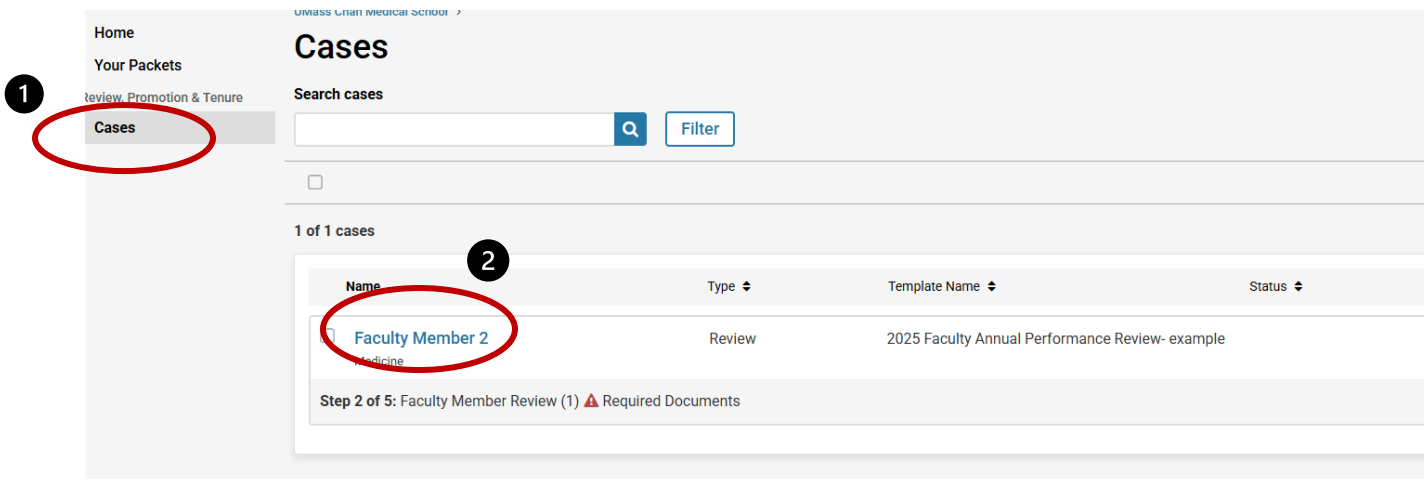 UMass Chan Medical School >
Home
Cases
Your Packets
1
Review, Promotion & Tenure
Search cases
Cases
Filter
1 of 1 cases
2
Name
Type
Template Name
Status
Faculty Member 2
Review
2025 Faculty Annual Performance Review- example
Medicine
Step 2 of 5: Faculty Member Review (1) Required Documents